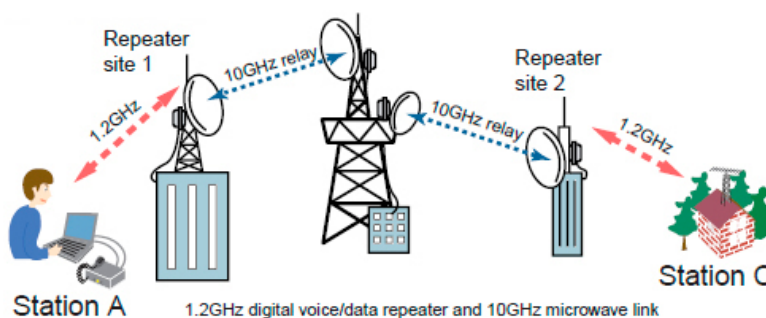 Repeater
site 1
10GHz relay
1.2GHz
10GHz relay
Repeater
site 2
1.2GHz
Station A
Station C
1.2GHz digital voice/data repeater and 10GHz microwave link